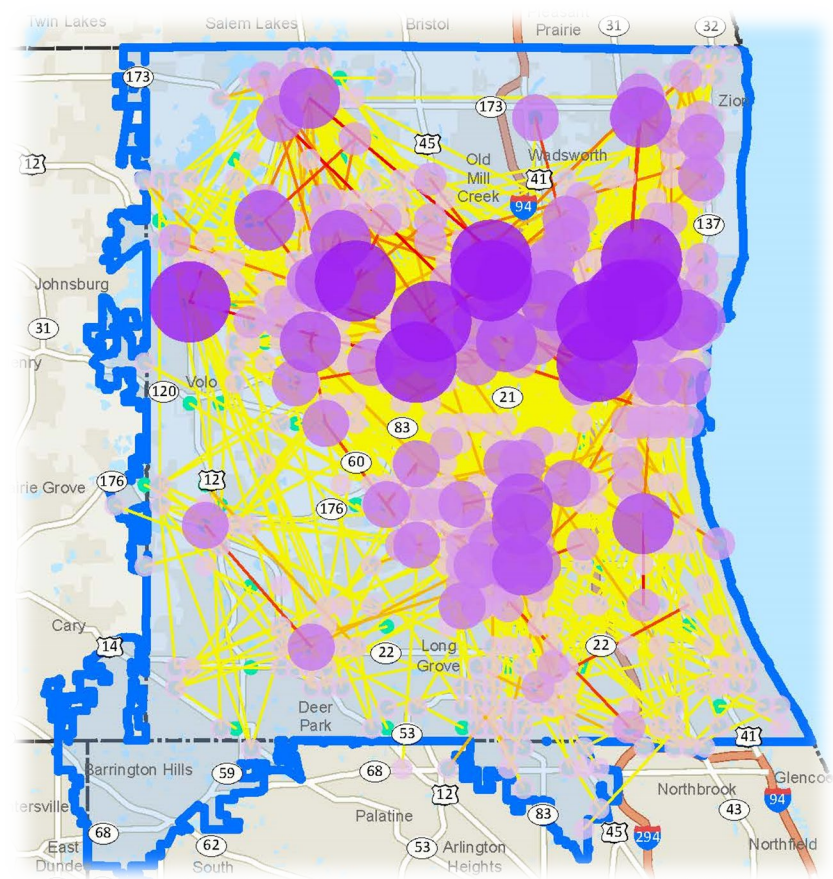 Twin Lakes
Salem Lakes
Bristol
Pleasant
Prairie
31
32
173
173
Zion
45
12
Old
Mill
Creek
Wadsworth
41
94
137
Johnsburg
31
120
Volo
21
83
60
12
176
176
Cary
14
22
22
Long
Grove
Deer
Park
53
41
Barrington Hills
59
68
12
Palatine
Northbrook
Glencoe
94
43
83
68
62
53
Arlington
Heights
45
294
Northfield
East
Dundee
South